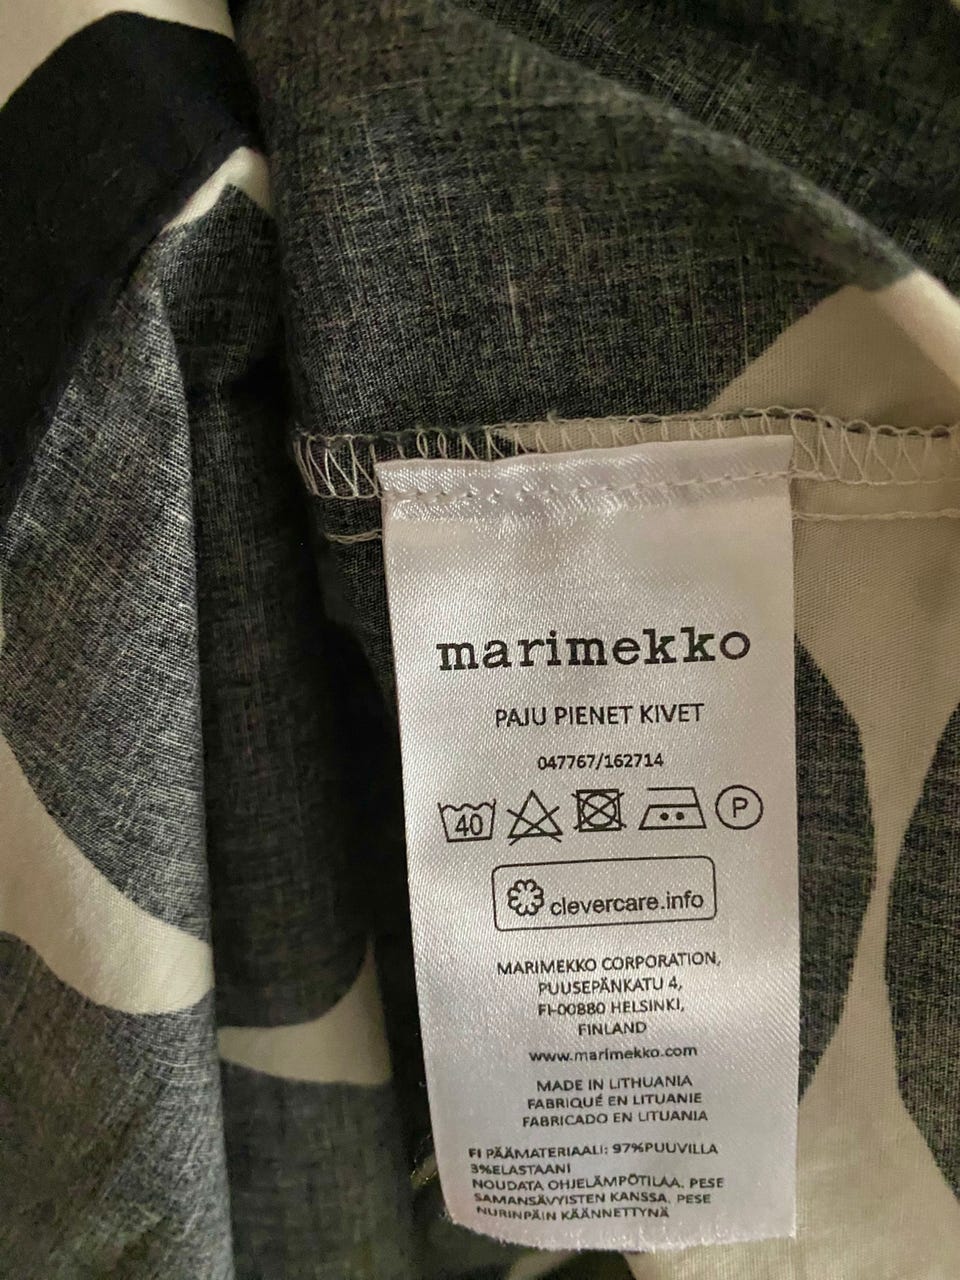 marimekko
PAJU PIENET KIVET
047767/162714
40 P
clevercare.info
MARIMEKKO CORPORATION,
PUUSEPÄNKATU 4,
FI-00880 HELSINKI,
FINLAND
www.marimekko.com
MADE IN LITHUANIA
FABRIQUÉ EN LITUANIE
FABRICADO EN LITUANIA
FI PÄÄMATERIAALI: 97%PUUVILLA
3%ELASTAANI
NOUDATA OHJELÄMPÖTILAA, PESE
SAMANSÄVYISTEN KANSSA, PESE
NURINPÄIN KÄÄNNETTYNÄ